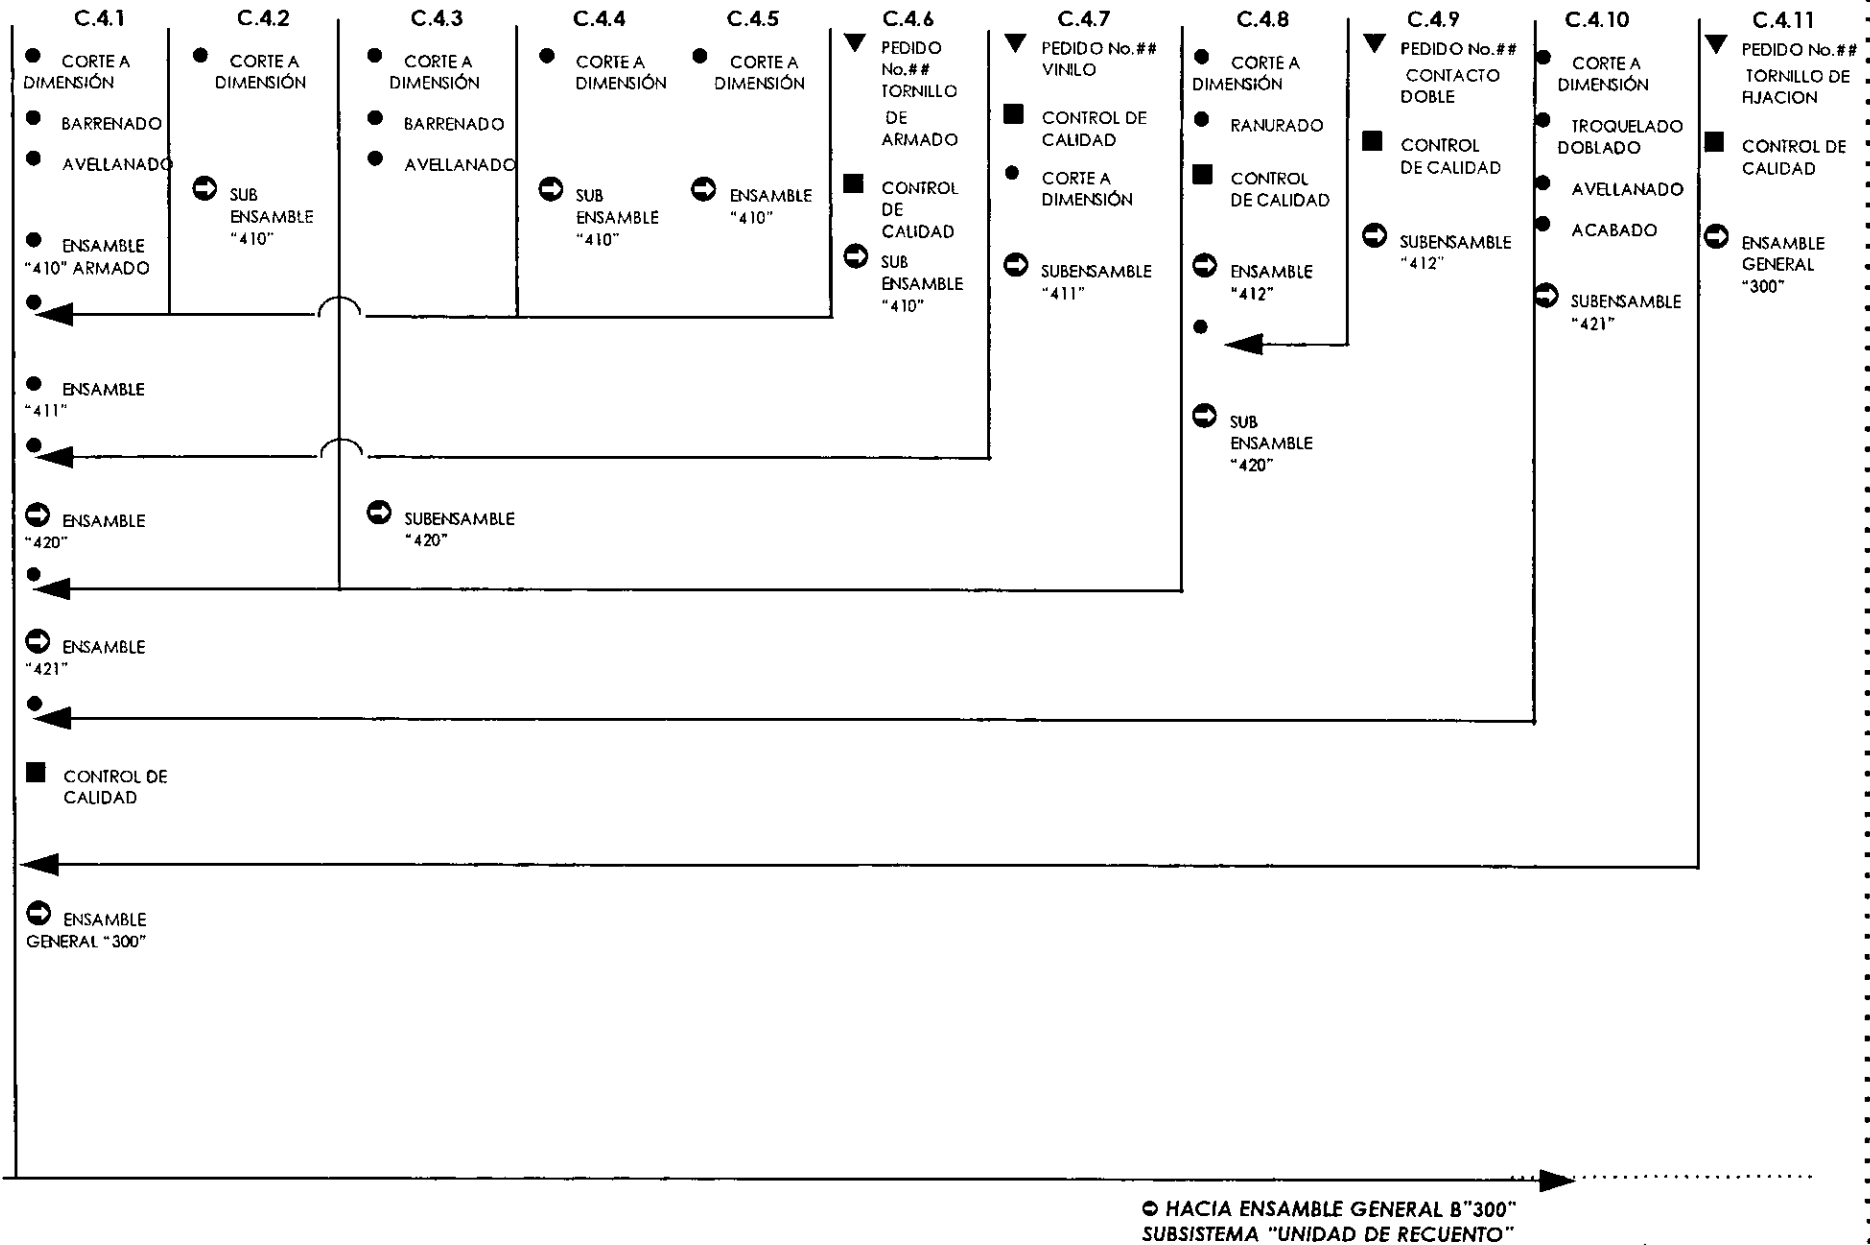 C.4.1
CORTE A
DIMENSIÓN
BARRENADO
AVELLANADO
ENSAMBLE
"410" ARMADO
ENSAMBLE
"411"
ENSAMBLE
"420"
ENSAMBLE
"421"
CONTROL DE
CALIDAD
ENSAMBLE
GENERAL "300"
C.4.2
CORTE A
DIMENSIÓN
SUB
ENSAMBLE
"410"
C.4.3
CORTE A
DIMENSIÓN
BARRENADO
AVELLANADO
SUBENSAMBLE
"420"
C.4.4
CORTE A
DIMENSIÓN
SUB
ENSAMBLE
"410"
C.4.5
CORTE A
DIMENSIÓN
ENSAMBLE
"410"
C.4.6
PEDIDO
No.##
TORNILLO
DE
ARMADO
CONTROL
DE
CALIDAD
SUB
ENSAMBLE
"410"
C.4.7
PEDIDO No.##
VINILO
CONTROL DE
CALIDAD
CORTE A
DIMENSIÓN
SUBENSAMBLE
"411"
C.4.8
CORTE A
DIMENSIÓN
RANURADO
CONTROL
DE CALIDAD
ENSAMBLE
"412"
SUB
ENSAMBLE
"420"
C.4.9
PEDIDO No.##
CONTACTO
DOBLE
CONTROL
DE CALIDAD
SUBENSAMBLE
"412"
C.4.10
CORTE A
DIMENSIÓN
TROQUELADO
DOBLADO
AVELLANADO
ACABADO
SUBENSAMBLE
"421"
C.4.11
PEDIDO No.##
TORNILLO DE
FIJACION
CONTROL DE
CALIDAD
ENSAMBLE
GENERAL
"300"
HACIA ENSAMBLE GENERAL B"300"
SUBSISTEMA "UNIDAD DE RECUENTO"